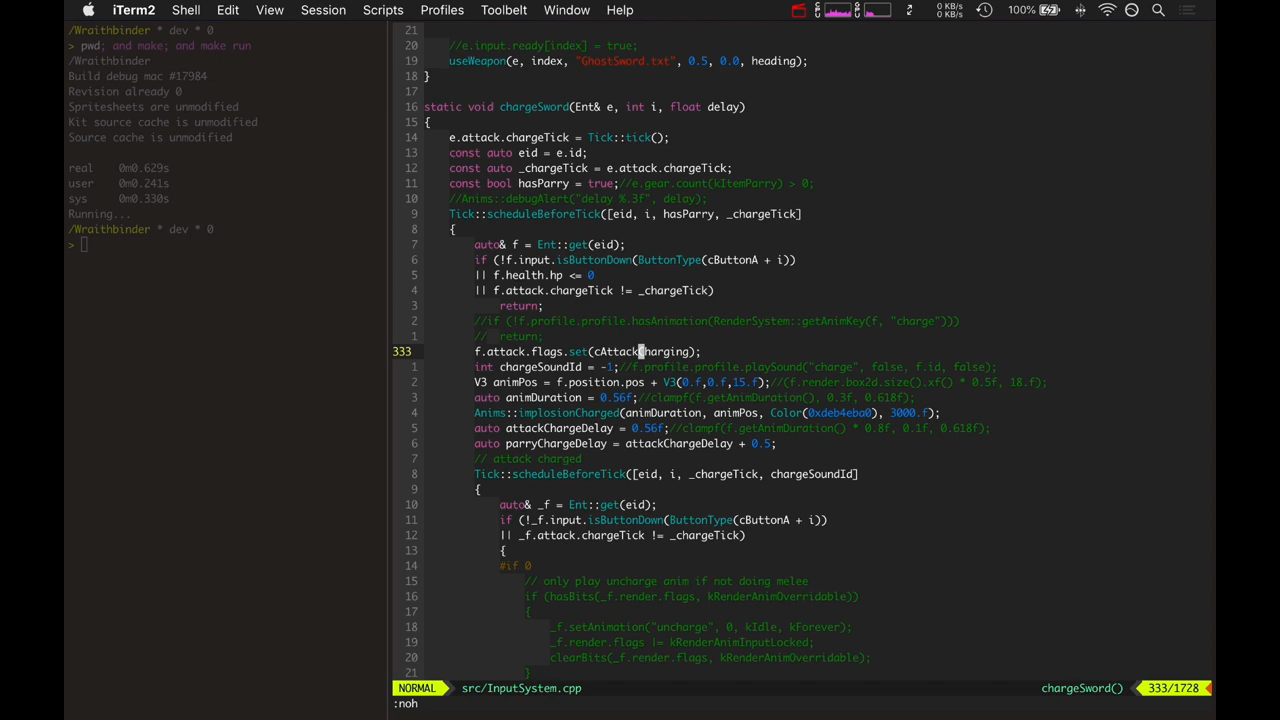 iTerm2 Shell Edit View Session Scripts Profiles Toolbelt Window Help 0 KB/s 0 KB/s 100%
/Wraithbinder * dev * 0
> pwd; and make; and make run
/Wraithbinder
Build debug mac #17984
Revision already 0
Spritesheets are unmodified
Kit source cache is unmodified
Source cache is unmodified
real 0m0.629s
user 0m0.241s
sys 0m0.330s
Running...
/Wraithbinder * dev * 0
>
21
20 //e.input.ready[index] = true;
19 useWeapon(e, index, "GhostSword.txt", 0.5, 0.0, heading);
18 }
17
16 static void chargeSword(Ent& e, int i, float delay)
15 {
14 e.attack.chargeTick = Tick::tick();
13 const auto eid = e.id;
12 const auto _chargeTick = e.attack.chargeTick;
11 const bool hasParry = true;//e.gear.count(kItemParry) > 0;
10 //Anims::debugAlert("delay %.3f", delay);
9 Tick::scheduleBeforeTick([eid, i, hasParry, _chargeTick]
8 {
7 auto& f = Ent::get(eid);
6 if (!f.input.isButtonDown(ButtonType(cButtonA + i))
5 || f.health.hp <= 0
4 || f.attack.chargeTick != _chargeTick)
3 return;
2 //if (!f.profile.profile.hasAnimation(RenderSystem::getAnimKey(f, "charge")))
1 // return;
333 f.attack.flags.set(cAttackCharging);
1 int chargeSoundId = -1;//f.profile.profile.playSound("charge", false, f.id, false);
2 V3 animPos = f.position.pos + V3(0.f,0.f,15.f);//(f.render.box2d.size().xf() * 0.5f, 18.f);
3 auto animDuration = 0.56f;//clampf(f.getAnimDuration(), 0.3f, 0.618f);
4 Anims::implosionCharged(animDuration, animPos, Color(0xdeb4eba0), 3000.f);
5 auto attackChargeDelay = 0.56f;//clampf(f.getAnimDuration() * 0.8f, 0.1f, 0.618f);
6 auto parryChargeDelay = attackChargeDelay + 0.5;
7 // attack charged
8 Tick::scheduleBeforeTick([eid, i, _chargeTick, chargeSoundId]
9 {
10 auto& _f = Ent::get(eid);
11 if (!_f.input.isButtonDown(ButtonType(cButtonA + i))
12 || _f.attack.chargeTick != _chargeTick)
13 {
14 #if 0
15 // only play uncharge anim if not doing melee
16 if (hasBits(_f.render.flags, kRenderAnimOverridable))
17 {
18 _f.setAnimation("uncharge", 0, kIdle, kForever);
19 _f.render.flags |= kRenderAnimInputLocked;
20 clearBits(_f.render.flags, kRenderAnimOverridable);
21 }
NORMAL src/InputSystem.cpp chargeSword() 333/1728
:noh